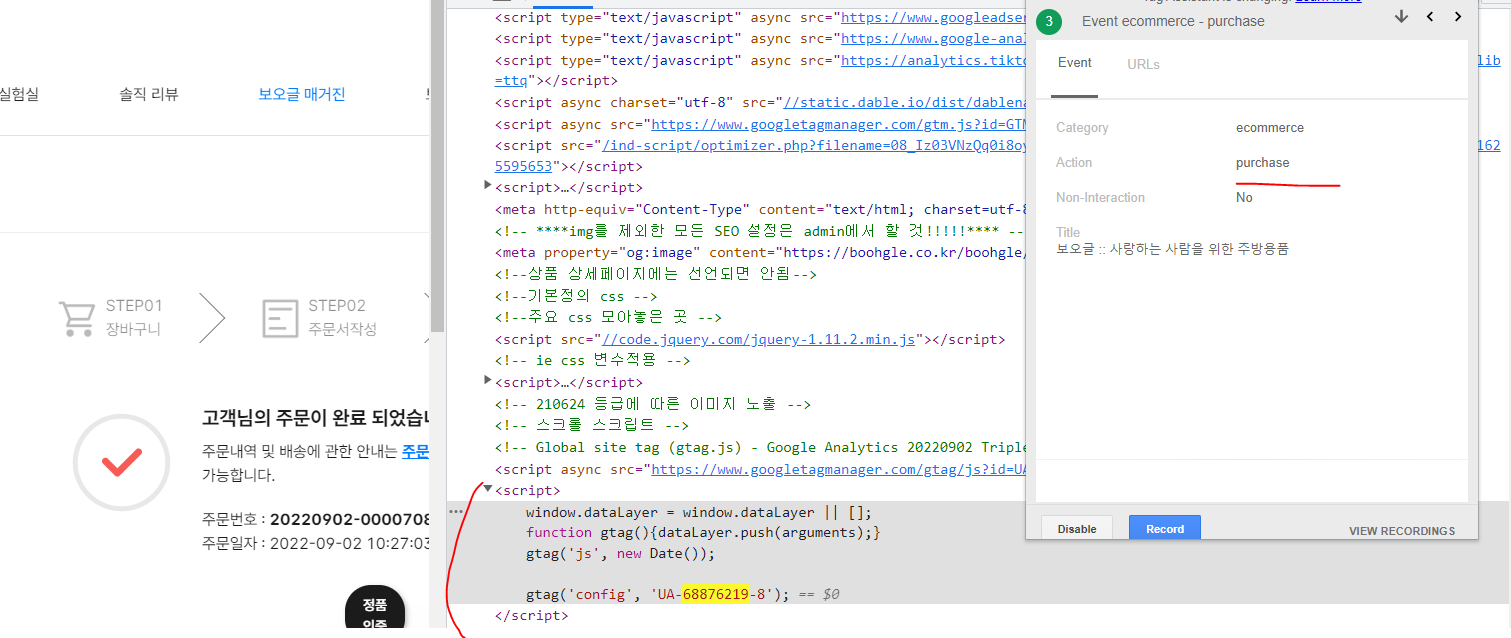 실험실
솔직 리뷰
보오글 매거진
STEP01
장바구니
STEP02
주문서작성
고객님의 주문이 완료 되었습니
주문내역 및 배송에 관한 안내는 주문
가능합니다.
주문번호 : 20220902-0000708
주문일자 : 2022-09-02 10:27:03
정품
인증
<script type="text/javascript" async src="https://www.googleadser
<script type="text/javascript" async src="https://www.google-ana
<script type="text/javascript" async src="https://analytics.tikto
=ttq"></script>
<script async charset="utf-8" src="//static.dable.io/dist/dablena
<script async src="https://www.googletagmanager.com/gtm.js?id=GTM
<script src="/ind-script/optimizer.php?filename=08_Iz03VNzQq0i8oy
5595653"></script>
<script>…</script>
<meta http-equiv="Content-Type" content="text/html; charset=utf-8
<!-- ****img를 제외한 모든 SEO 설정은 admin에서 할 것!!!!!**** --
<meta property="og:image" content="https://boohgle.co.kr/boohgle/
<!--상품 상세페이지에는 선언되면 안됨-->
<!--기본정의 css -->
<!--주요 css 모아놓은 곳 -->
<script src="//code.jquery.com/jquery-1.11.2.min.js"></script>
<!-- ie css 변수적용 -->
<script>…</script>
<!-- 210624 등급에 따른 이미지 노출 -->
<!-- 스크롤 스크립트 -->
<!-- Global site tag (gtag.js) - Google Analytics 20220902 Triple
<script async src="https://www.googletagmanager.com/gtag/js?id=UA
<script>
window.dataLayer = window.dataLayer || [];
function gtag(){dataLayer.push(arguments);}
gtag('js', new Date());
gtag('config', 'UA-68876219-8'); == $0
</script>
lib
162
3
Event ecommerce - purchase
Event
URLs
Category
ecommerce
Action
purchase
Non-Interaction
No
Title
보오글 :: 사랑하는 사람을 위한 주방용품
Disable
Record
VIEW RECORDINGS